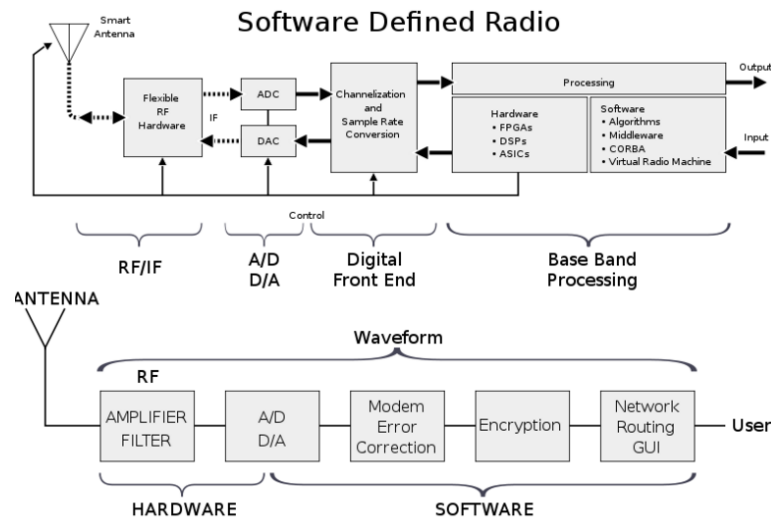 Software Defined Radio
Smart
Antenna
Flexible
RF
Hardware
IF
ADC
DAC
Channelization
and
Sample Rate
Conversion
Processing
Hardware
• FPGAs
• DSPs
• ASICs
Software
• Algorithms
• Middleware
• CORBA
• Virtual Radio Machine
Output
Input
Control
RF/IF
A/D
D/A
Digital
Front End
Base Band
Processing
ANTENNA
Waveform
RF
AMPLIFIER
FILTER
A/D
D/A
Modem
Error
Correction
Encryption
Network
Routing
GUI
User
HARDWARE
SOFTWARE